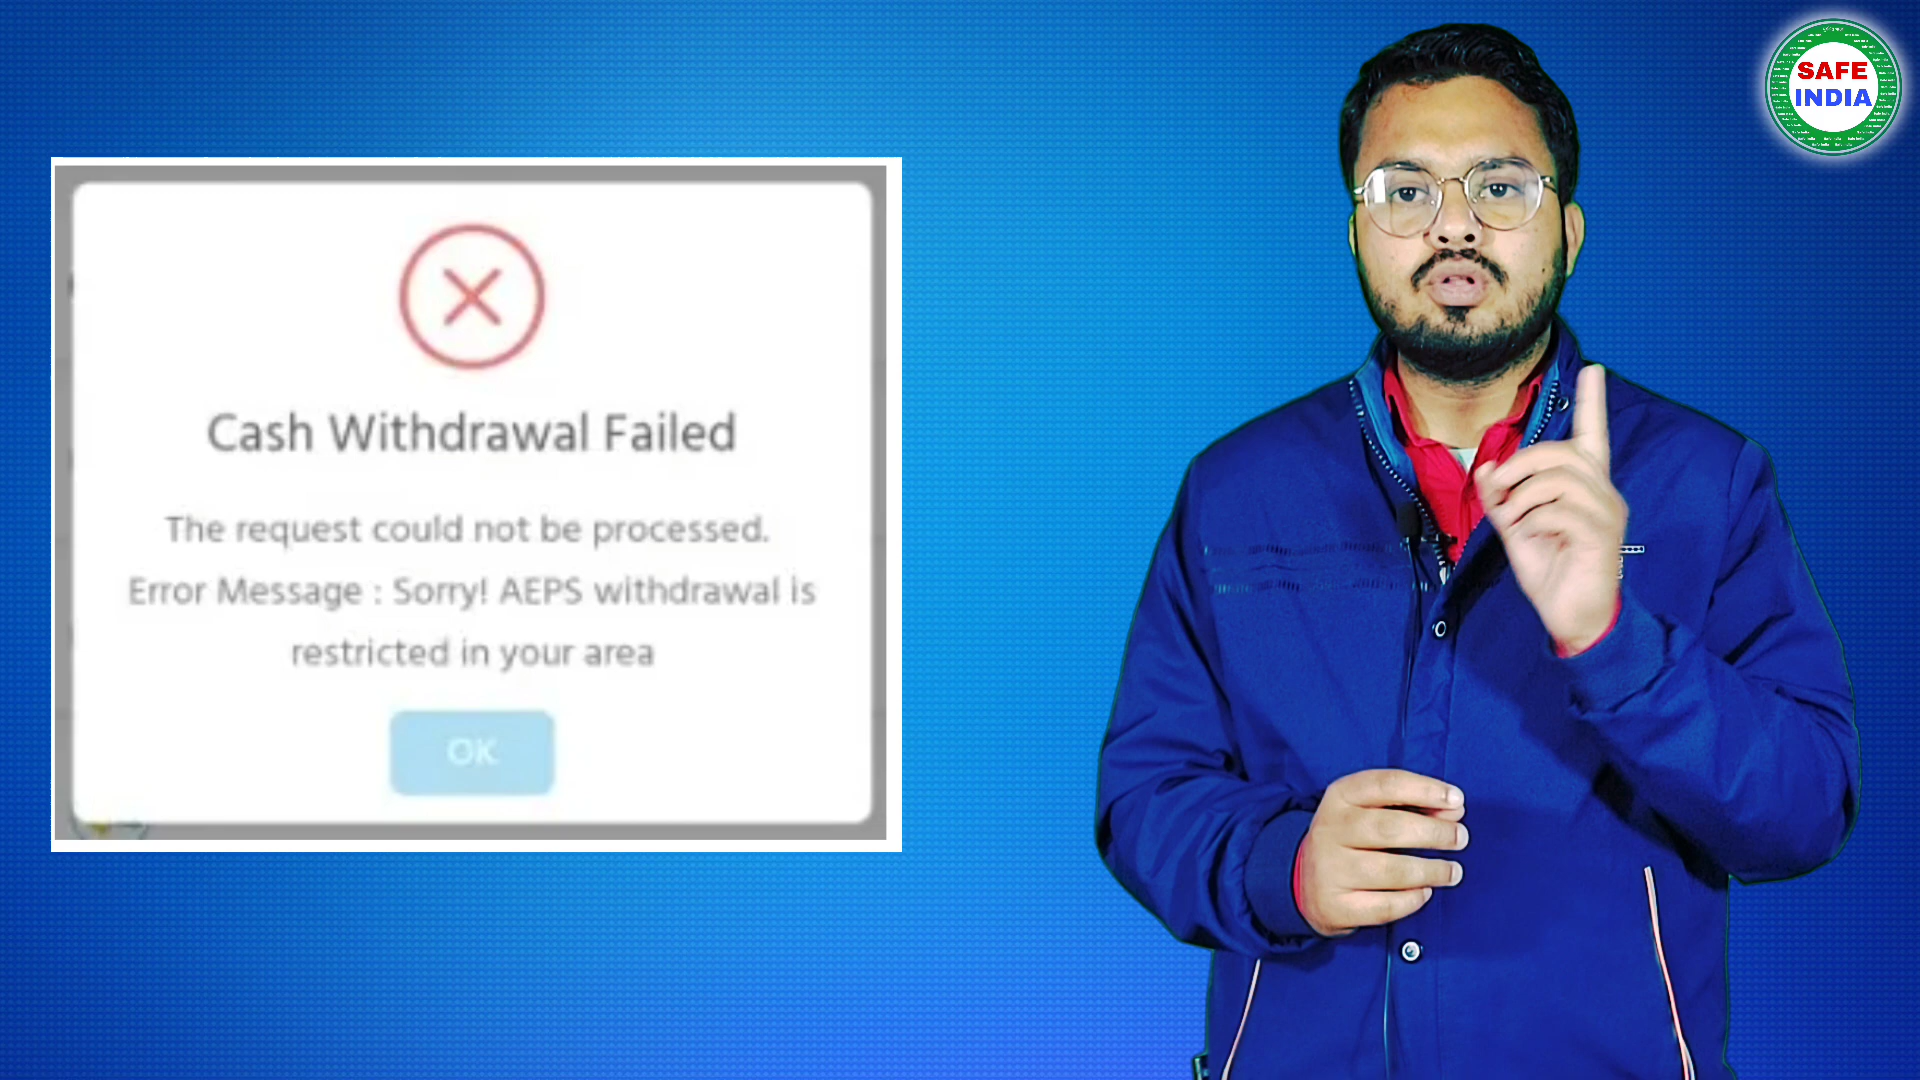 Cash Withdrawal Failed
The request could not be processed.
Error Message : Sorry! AEPS withdrawal is
restricted in your area
OK
SAFE
INDIA